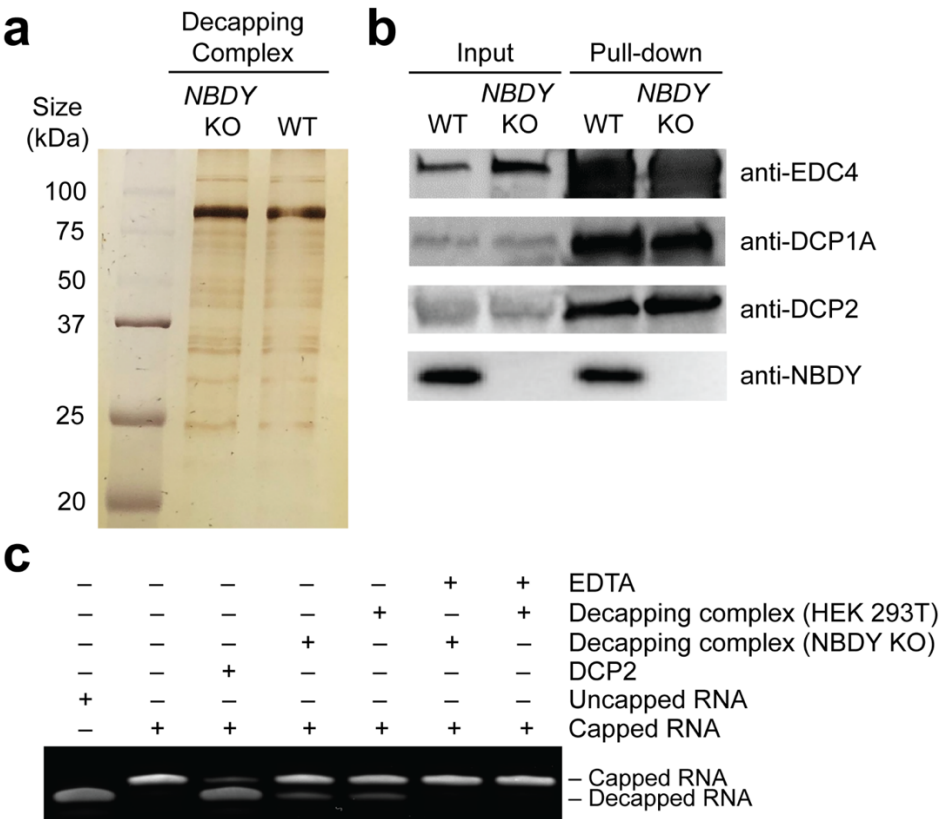 a
Decapping
Complex
Size
(kDa)
NBDY
KO
WT
100
75
50
37
25
20
b
Input
Pull-down
WT
NBDY
KO
WT
NBDY
KO
anti-EDC4
anti-DCP1A
anti-DCP2
anti-NBDY
c
– – – – – + + EDTA
– – – – + – + Decapping complex (HEK 293T)
– – – + – + – Decapping complex (NBDY KO)
– – + – – – – DCP2
+ – – – – – – Uncapped RNA
– + + + + + + Capped RNA
– Capped RNA
– Decapped RNA